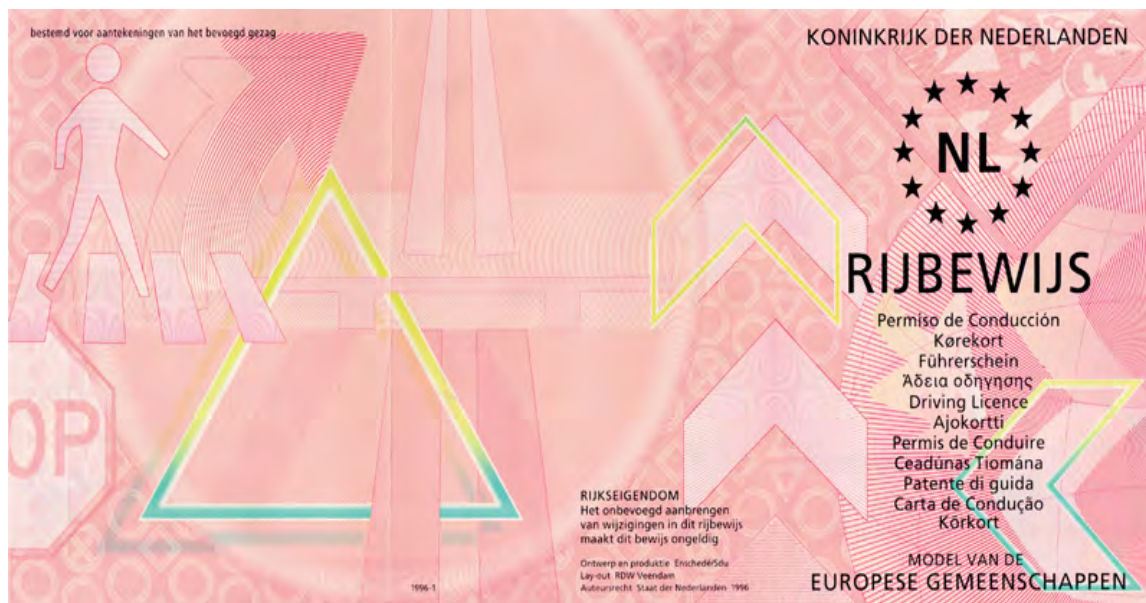 bestemd voor aantekeningen van het bevoegd gezag
OP
1996-1
RIJKSEIGENDOM
Het onbevoegd aanbrengen
van wijzigingen in dit rijbewijs
maakt dit bewijs ongeldig
Ontwerp en produktie Enschedé/Sdu
Lay-out RDW Veendam
Auteursrecht Staat der Nederlanden 1996
KONINKRIJK DER NEDERLANDEN
NL
RIJBEWIJS
Permiso de Conducción
Kørekort
Führerschein
Άδεια οδήγησης
Driving Licence
Ajokortti
Permis de Conduire
Ceadúnas Tiomána
Patente di guida
Carta de Condução
Körkort
MODEL VAN DE
EUROPESE GEMEENSCHAPPEN